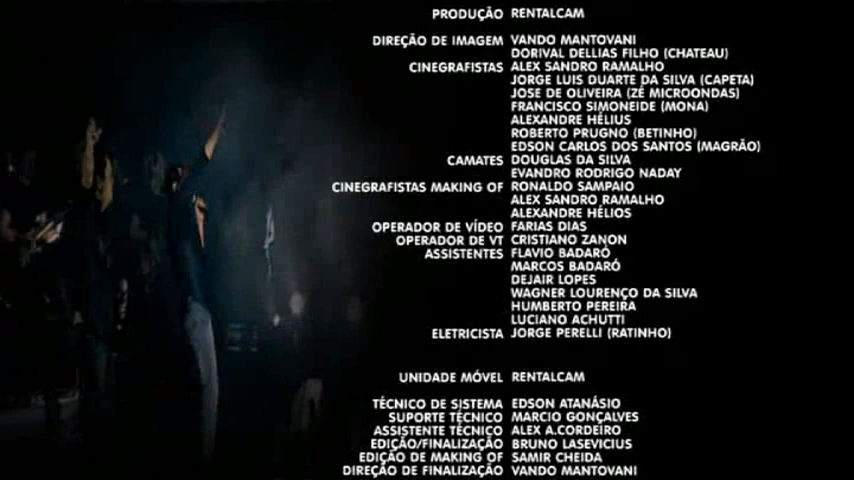 PRODUÇÃO RENTALCAM
DIREÇÃO DE IMAGEM VANDO MANTOVANI
DORIVAL DELLIAS FILHO (CHATEAU)
CINEGRAFISTAS ALEX SANDRO RAMALHO
JORGE LUIS DUARTE DA SILVA (CAPETA)
JOSE DE OLIVEIRA (ZÉ MICROONDAS)
FRANCISCO SIMONEIDE (MONA)
ALEXANDRE HÉLIUS
ROBERTO PRUGNO (BETINHO)
EDSON CARLOS DOS SANTOS (MAGRÃO)
CAMATES DOUGLAS DA SILVA
EVANDRO RODRIGO NADAY
CINEGRAFISTAS MAKING OF RONALDO SAMPAIO
ALEX SANDRO RAMALHO
ALEXANDRE HÉLIOS
OPERADOR DE VÍDEO FARIAS DIAS
OPERADOR DE VT CRISTIANO ZANON
ASSISTENTES FLAVIO BADARÓ
MARCOS BADARÓ
DEJAIR LOPES
WAGNER LOURENÇO DA SILVA
HUMBERTO PEREIRA
LUCIANO ACHUTTI
ELETRICISTA JORGE PERELLI (RATINHO)
UNIDADE MÓVEL RENTALCAM
TÉCNICO DE SISTEMA EDSON ATANÁSIO
SUPORTE TÉCNICO MARCIO GONÇALVES
ASSISTENTE TÉCNICO ALEX A.CORDEIRO
EDIÇÃO/FINALIZAÇÃO BRUNO LASEVICIUS
EDIÇÃO DE MAKING OF SAMIR CHEIDA
DIREÇÃO DE FINALIZAÇÃO VANDO MANTOVANI